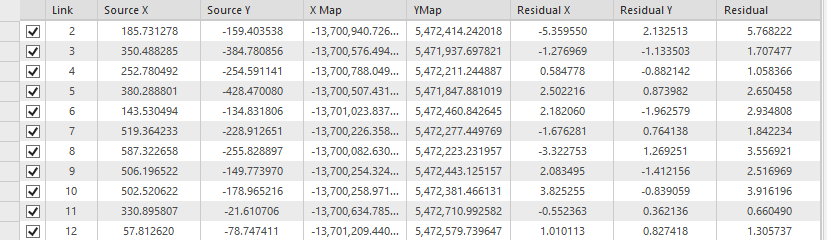 Link Source X Source Y X Map YMap Residual X Residual Y Residual
2 185.731278 -159.403538 -13,700,940.726... 5,472,414.242018 -5.359550 2.132513 5.768222
3 350.488285 -384.780856 -13,700,576.494... 5,471,937.697821 -1.276969 -1.133503 1.707477
4 252.780492 -254.591141 -13,700,788.049... 5,472,211.244887 0.584778 -0.882142 1.058366
5 380.288801 -428.470080 -13,700,507.431... 5,471,847.881019 2.502216 0.873982 2.650458
6 143.530494 -134.831806 -13,701,023.837... 5,472,460.842645 2.182060 -1.962579 2.934808
7 519.364233 -228.912651 -13,700,226.358... 5,472,277.449769 -1.676281 0.764138 1.842234
8 587.322658 -255.828897 -13,700,082.630... 5,472,223.231957 -3.322753 1.269251 3.556921
9 506.196522 -149.773970 -13,700,254.324... 5,472,443.125157 2.083495 -1.412156 2.516969
10 502.520622 -178.965216 -13,700,258.971... 5,472,381.466131 3.825255 -0.839059 3.916196
11 330.895807 -21.610706 -13,700,634.785... 5,472,710.992582 -0.552363 0.362136 0.660490
12 57.812620 -78.747411 -13,701,209.440... 5,472,579.739647 1.010113 0.827418 1.305737